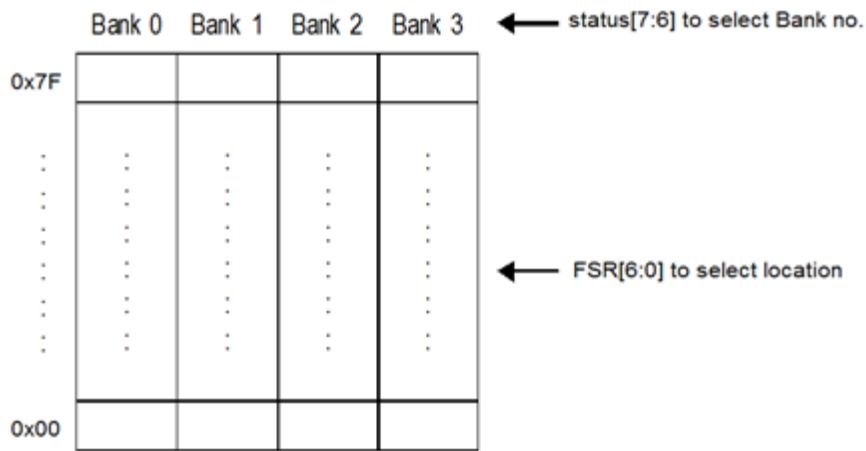 Bank 0 Bank 1 Bank 2 Bank 3 status[7:6] to select Bank no.
0x7F
FSR[6:0] to select location
0x00